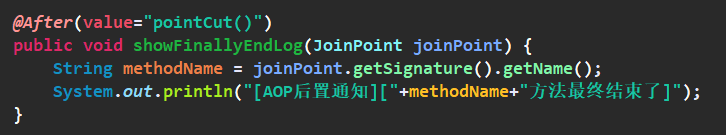 @After(value="pointCut()")
public void showFinallyEndLog(JoinPoint joinPoint) {
    String methodName = joinPoint.getSignature().getName();
    System.out.println("[AOP后置通知]["+methodName+"方法最终结束了]");
}